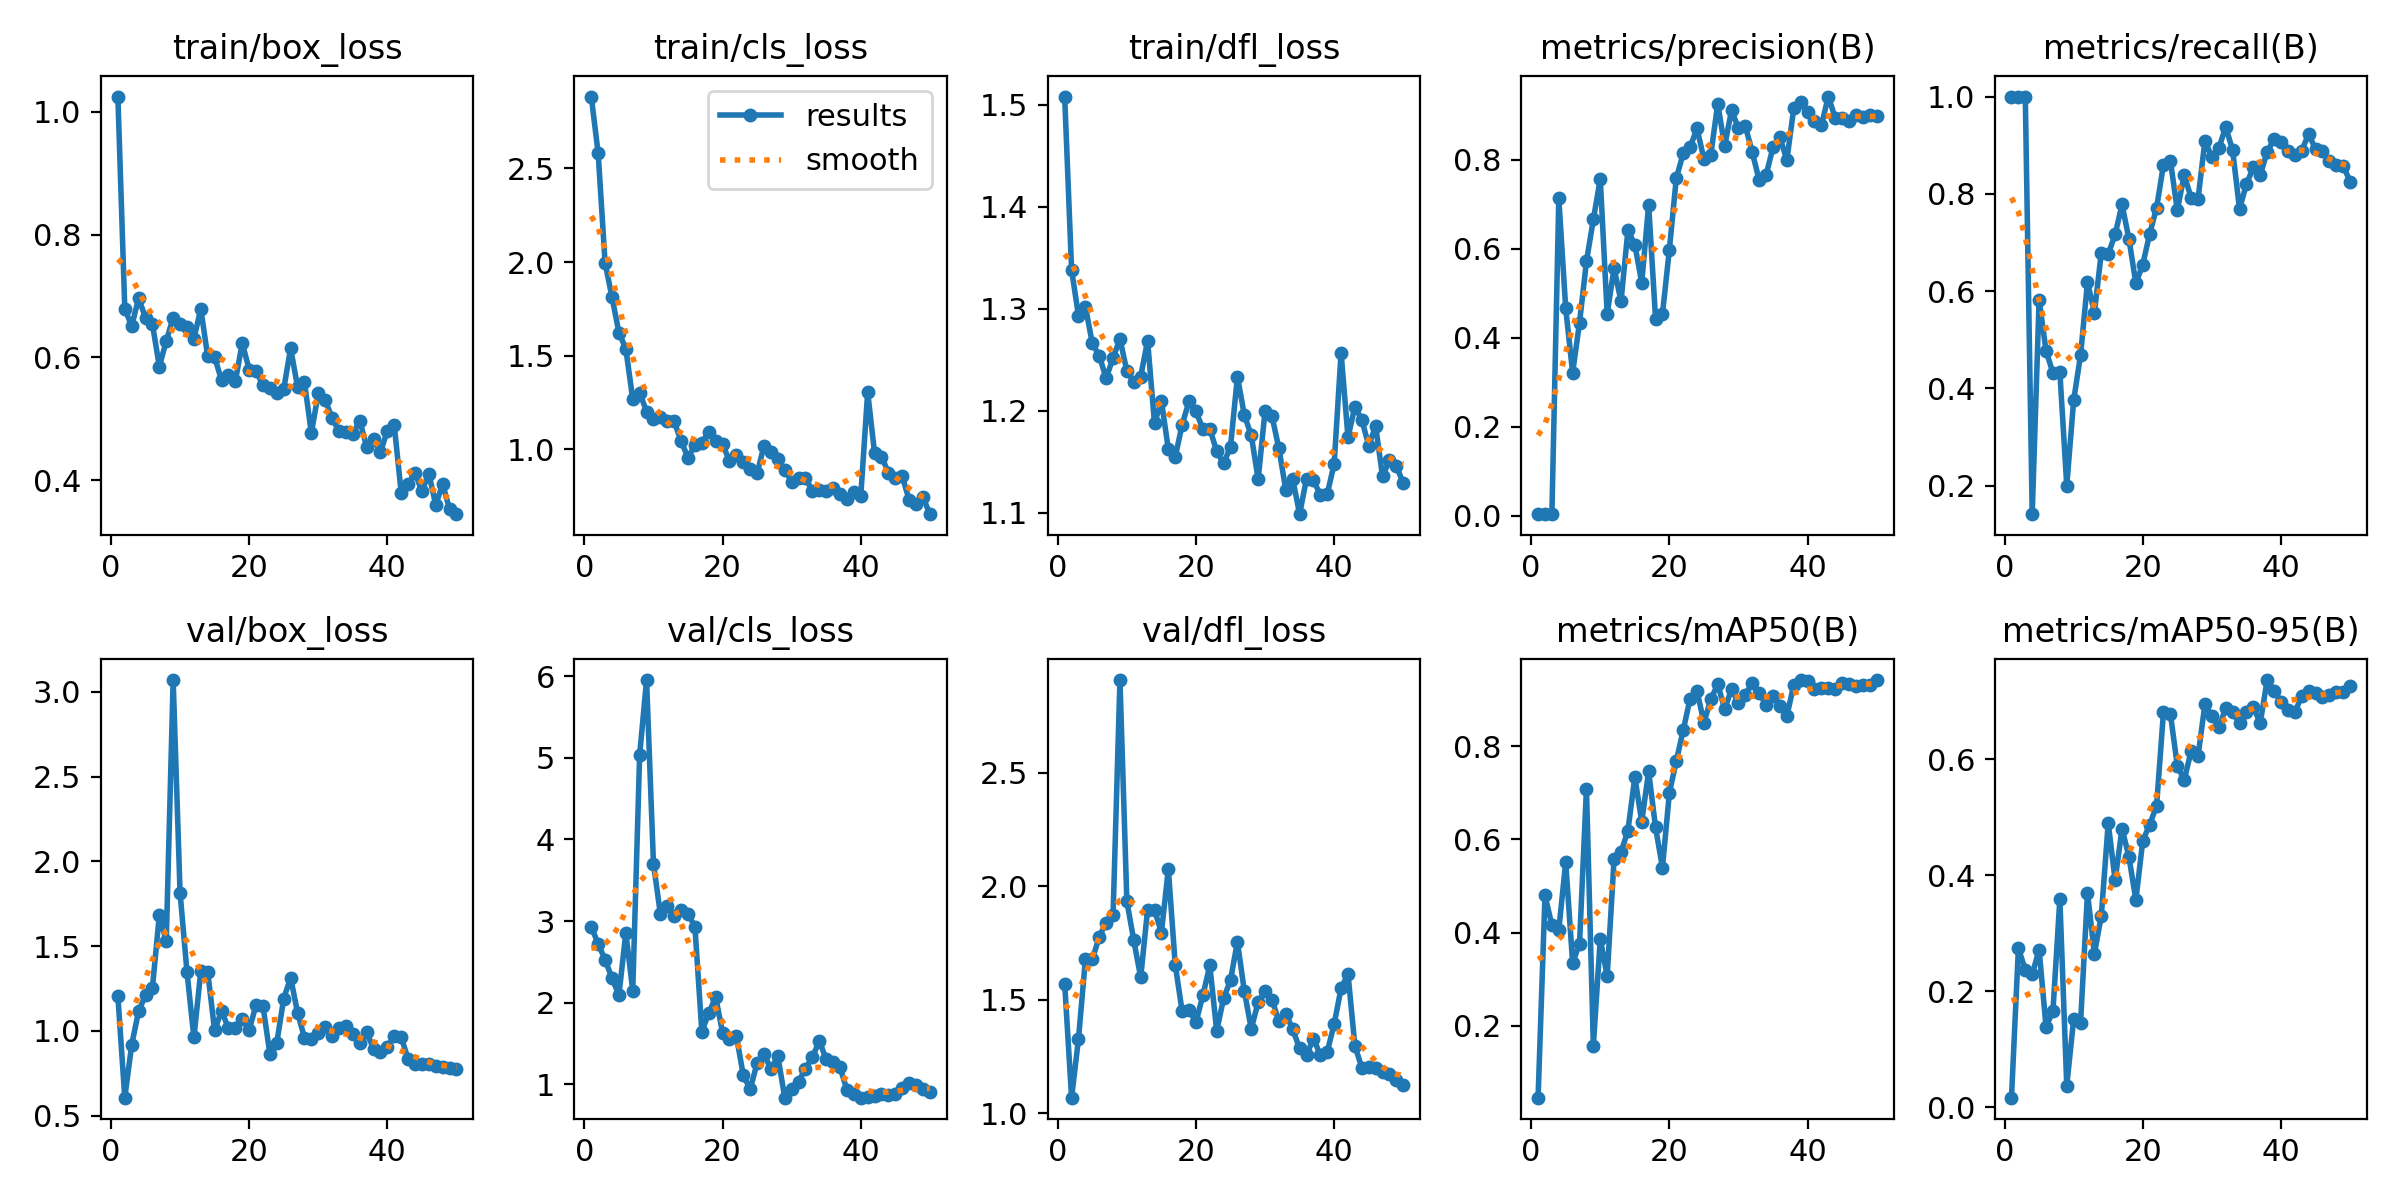 train/box_loss
1.0
0.8
0.6
0.4
0 20 40
train/cls_loss
results
smooth
2.5
2.0
1.5
1.0
0 20 40
train/dfl_loss
1.5
1.4
1.3
1.2
1.1
0 20 40
metrics/precision(B)
0.8
0.6
0.4
0.2
0.0
0 20 40
metrics/recall(B)
1.0
0.8
0.6
0.4
0.2
0 20 40
val/box_loss
3.0
2.5
2.0
1.5
1.0
0.5
0 20 40
val/cls_loss
6
5
4
3
2
1
0 20 40
val/dfl_loss
2.5
2.0
1.5
1.0
0 20 40
metrics/mAP50(B)
0.8
0.6
0.4
0.2
0 20 40
metrics/mAP50-95(B)
0.6
0.4
0.2
0.0
0 20 40